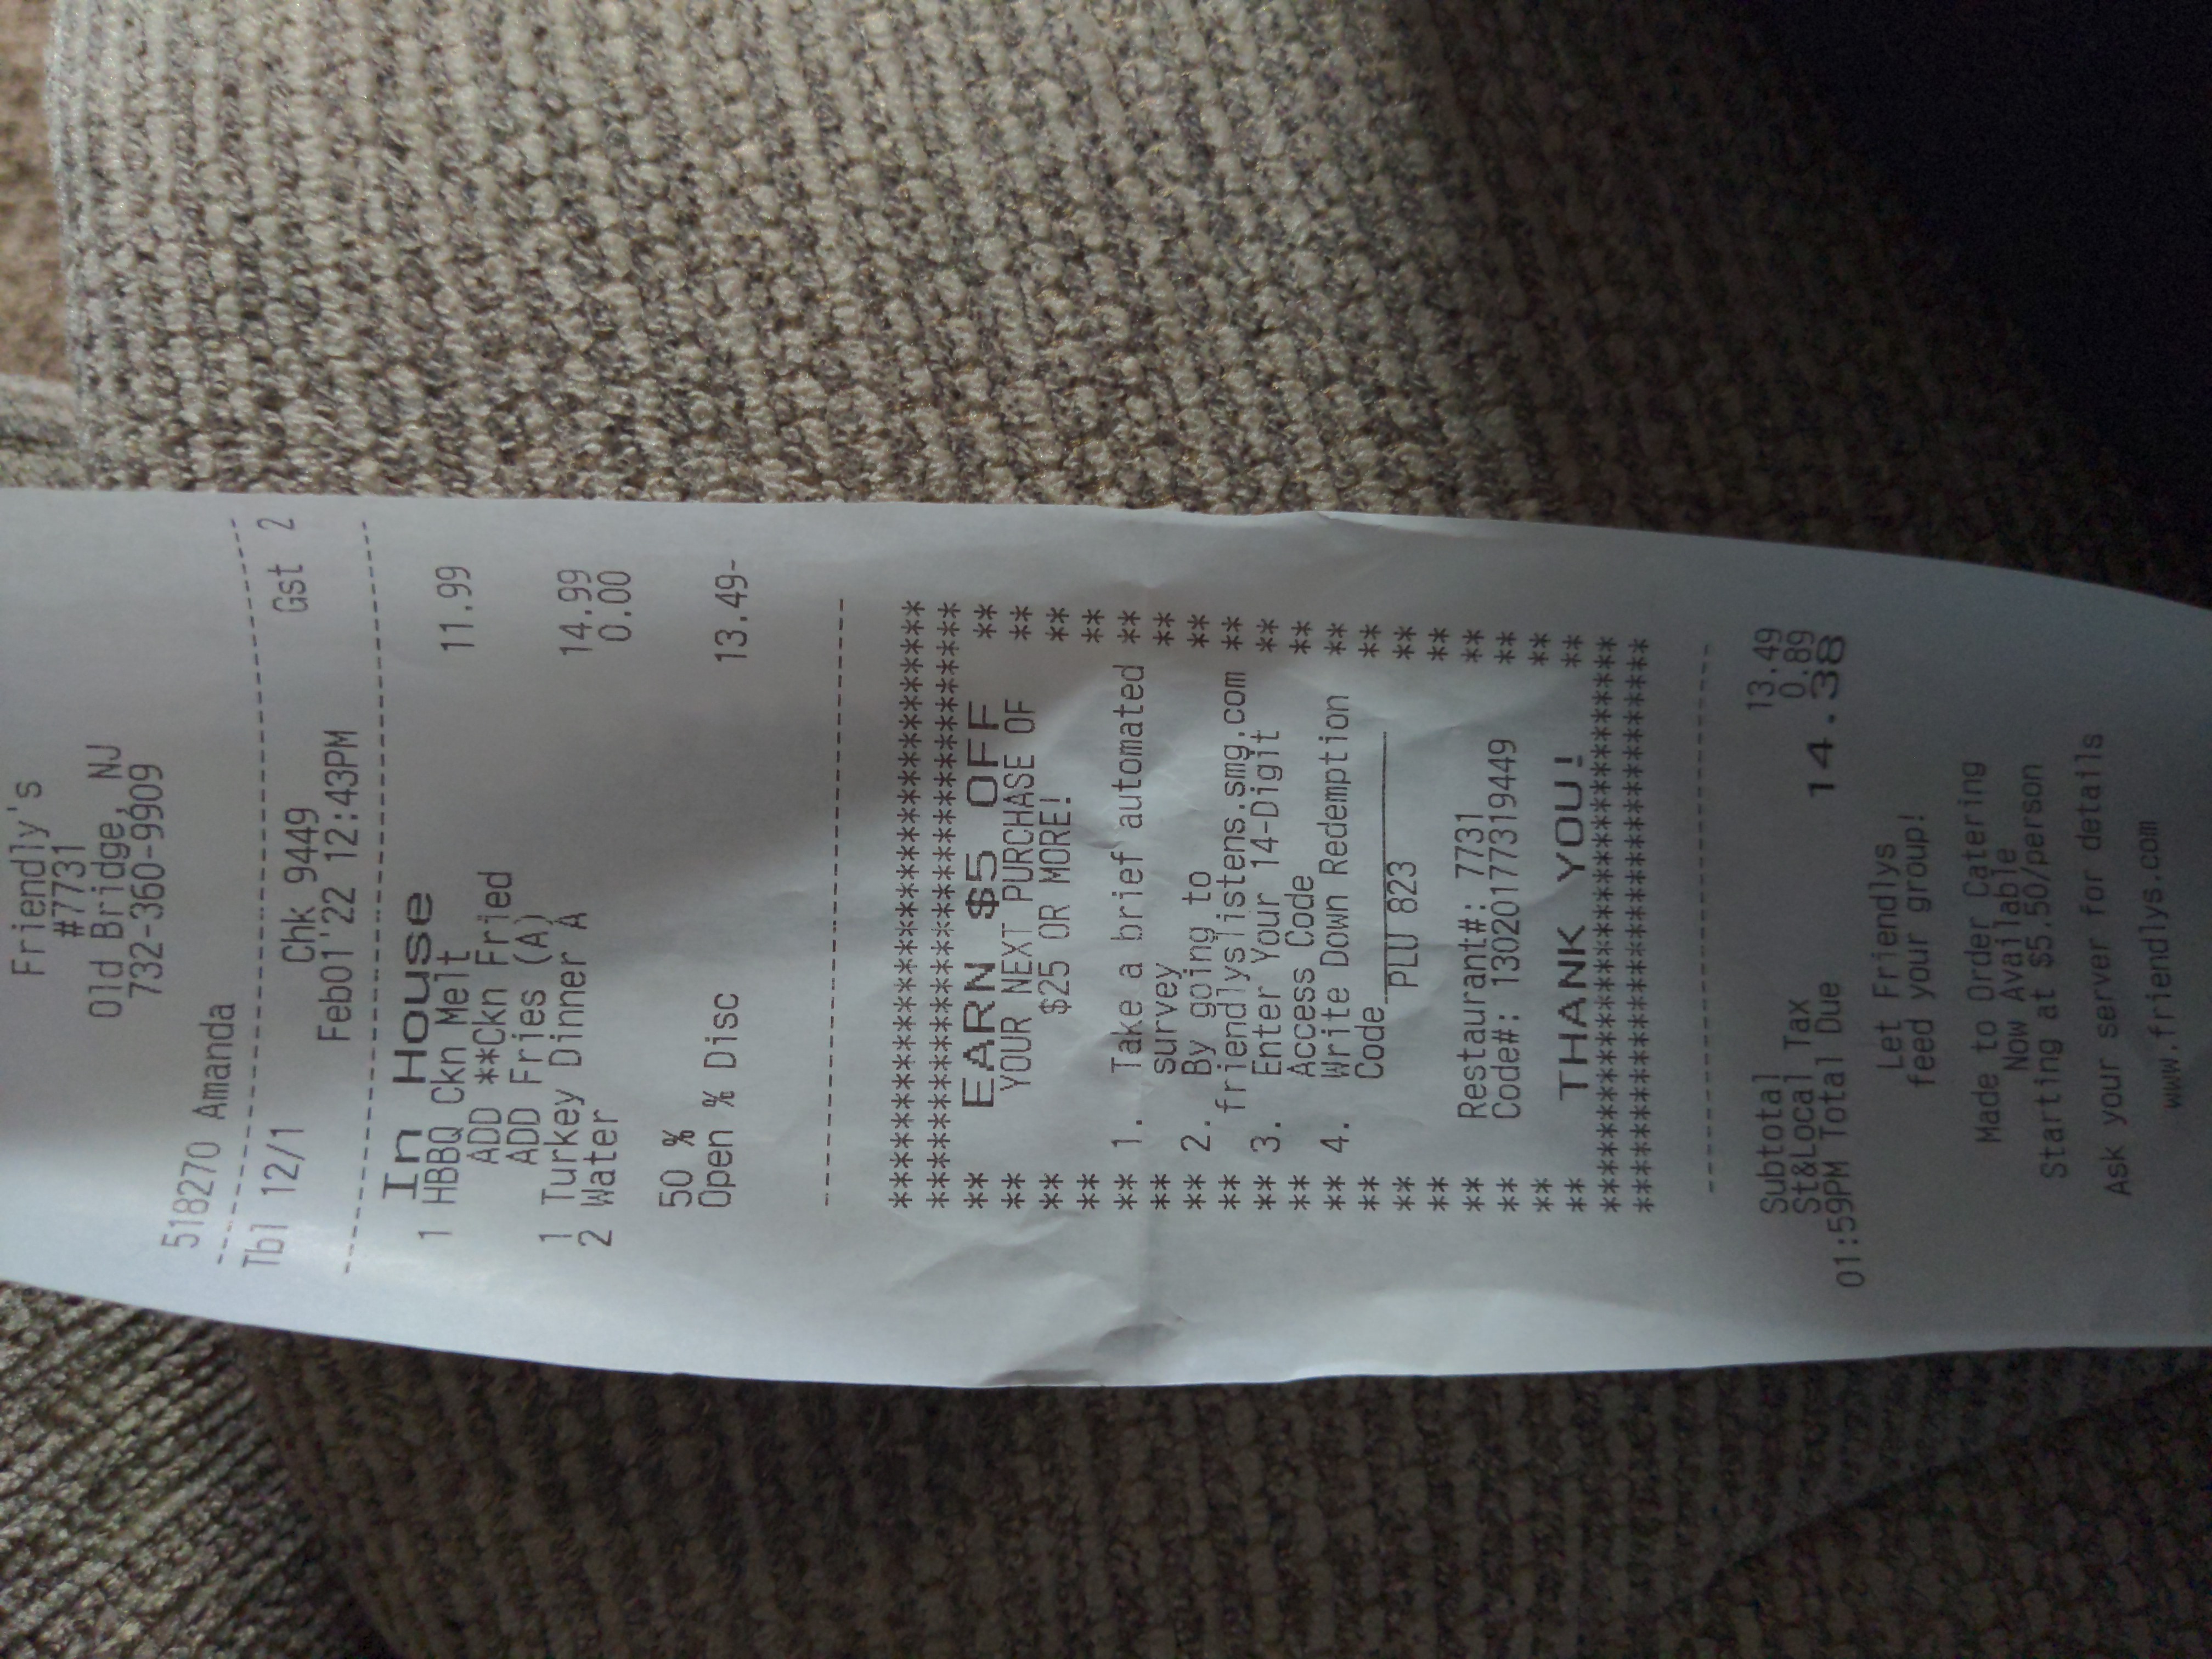 Friendly's
#7731
Old Bridge, NJ
732-360-9909
518270 Amanda
--------------------------------
Tbl 12/1 Chk 9449 Gst 2
Feb01'22 12:43PM
--------------------------------
In House
1 HBBQ Ckn Melt 11.99
ADD **Ckn Fried
ADD Fries (A)
1 Turkey Dinner A 14.99
2 Water 0.00
50 %
Open % Disc 13.49-
--------------------------------
********************************
********************************
** EARN $5 OFF **
** YOUR NEXT PURCHASE OF **
** $25 OR MORE! **
** **
** 1. Take a brief automated **
** survey **
** 2. By going to **
** friendlyslistens.smg.com **
** 3. Enter Your 14-Digit **
** Access Code **
** 4. Write Down Redemption **
** Code______________ **
** PLU 823 **
** **
** Restaurant#: 7731 **
** Code#: 13020177319449 **
** **
** THANK YOU! **
********************************
********************************
--------------------------------
Subtotal 13.49
St&Local Tax 0.89
01:59PM Total Due 14.38
Let Friendlys
feed your group!
Made to Order Catering
Now Available
Starting at $5.50/person
Ask your server for details
www.friendlys.com